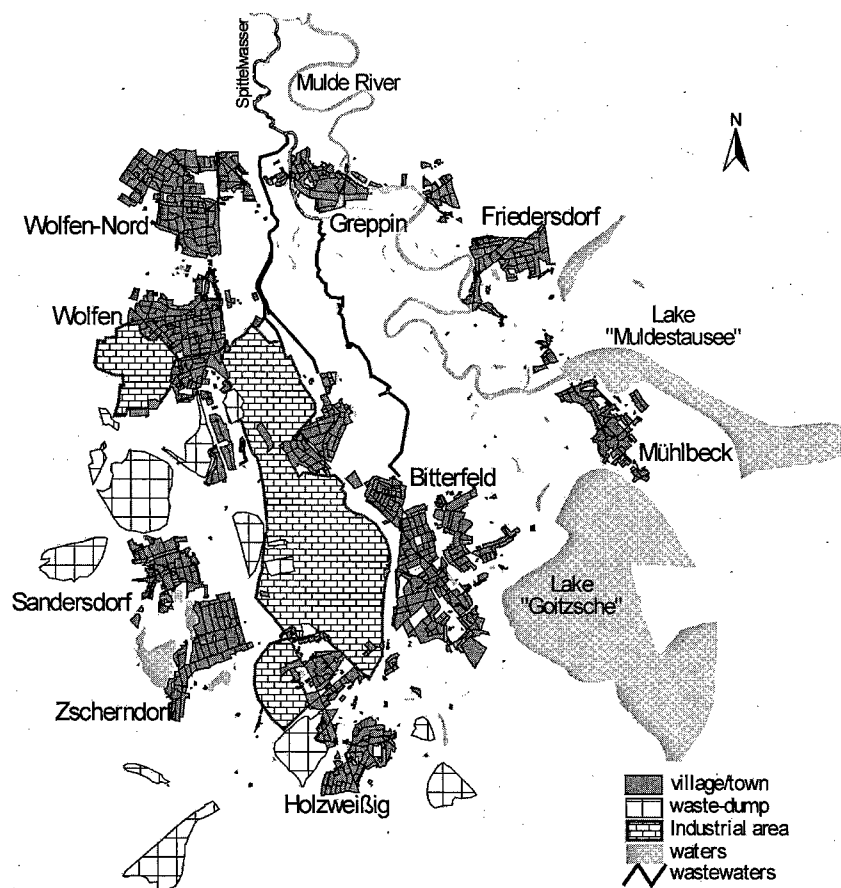 Spittelwasser
Mulde River
N
Wolfen-Nord
Greppin
Friedersdorf
Wolfen
Lake
"Muldestausee"
Mühlbeck
Bitterfeld
Sandersdorf
Lake
"Goitzsche"
Zscherndorf
Holzweißig
village/town
waste-dump
Industrial area
waters
wastewaters